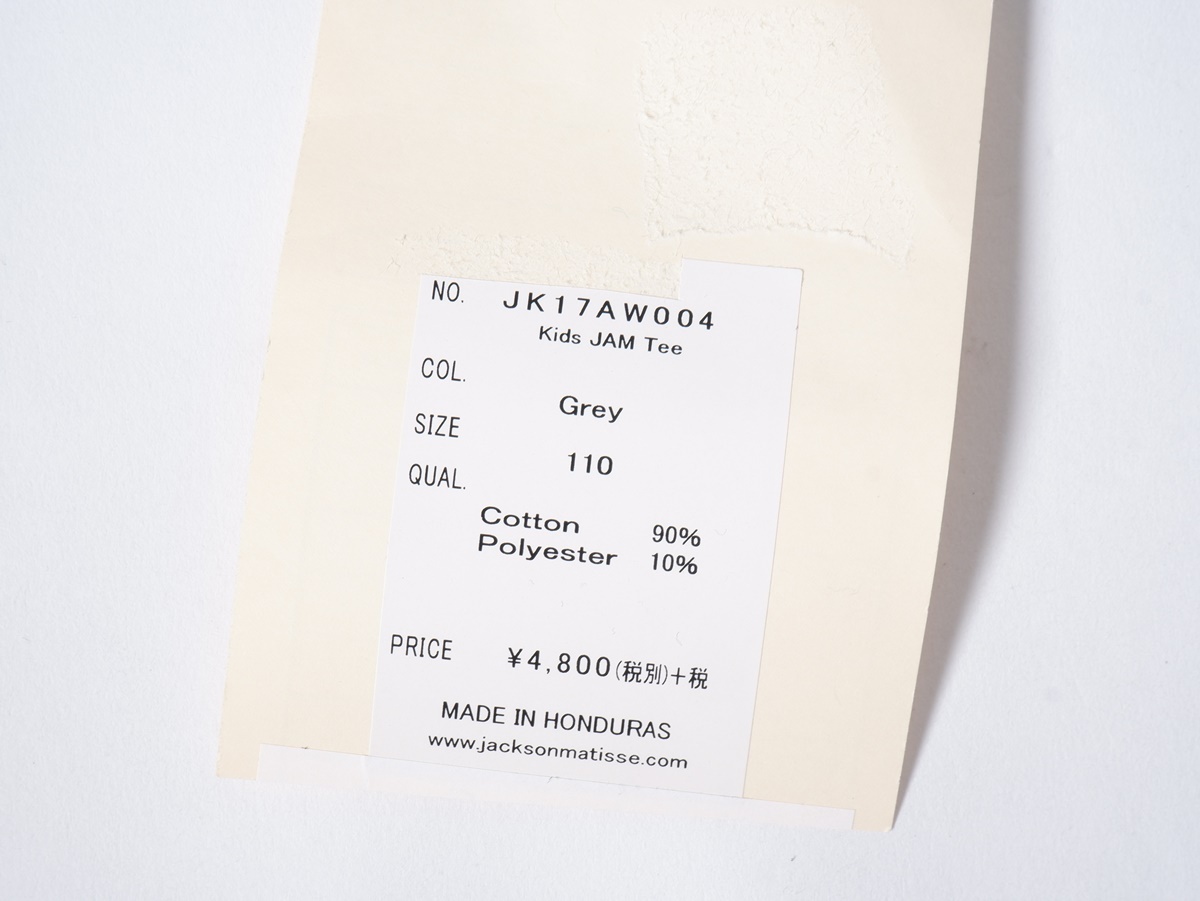 NO. JK17AW004
Kids JAM Tee
COL.
Grey
SIZE
110
QUAL.
Cotton 90%
Polyester 10%
PRICE ¥4,800(税別)+税
MADE IN HONDURAS
www.jacksonmatisse.com